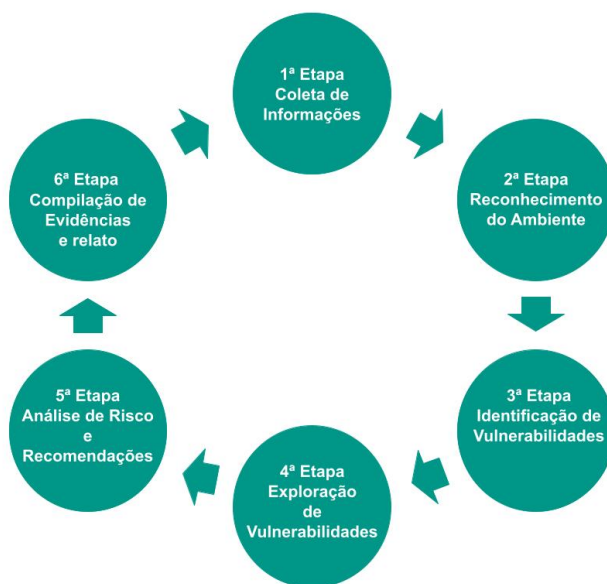 1ª Etapa
Coleta de
Informações
2ª Etapa
Reconhecimento
do Ambiente
3ª Etapa
Identificação de
Vulnerabilidades
4ª Etapa
Exploração
de
Vulnerabilidades
5ª Etapa
Análise de Risco
e
Recomendações
6ª Etapa
Compilação de
Evidências
e relato